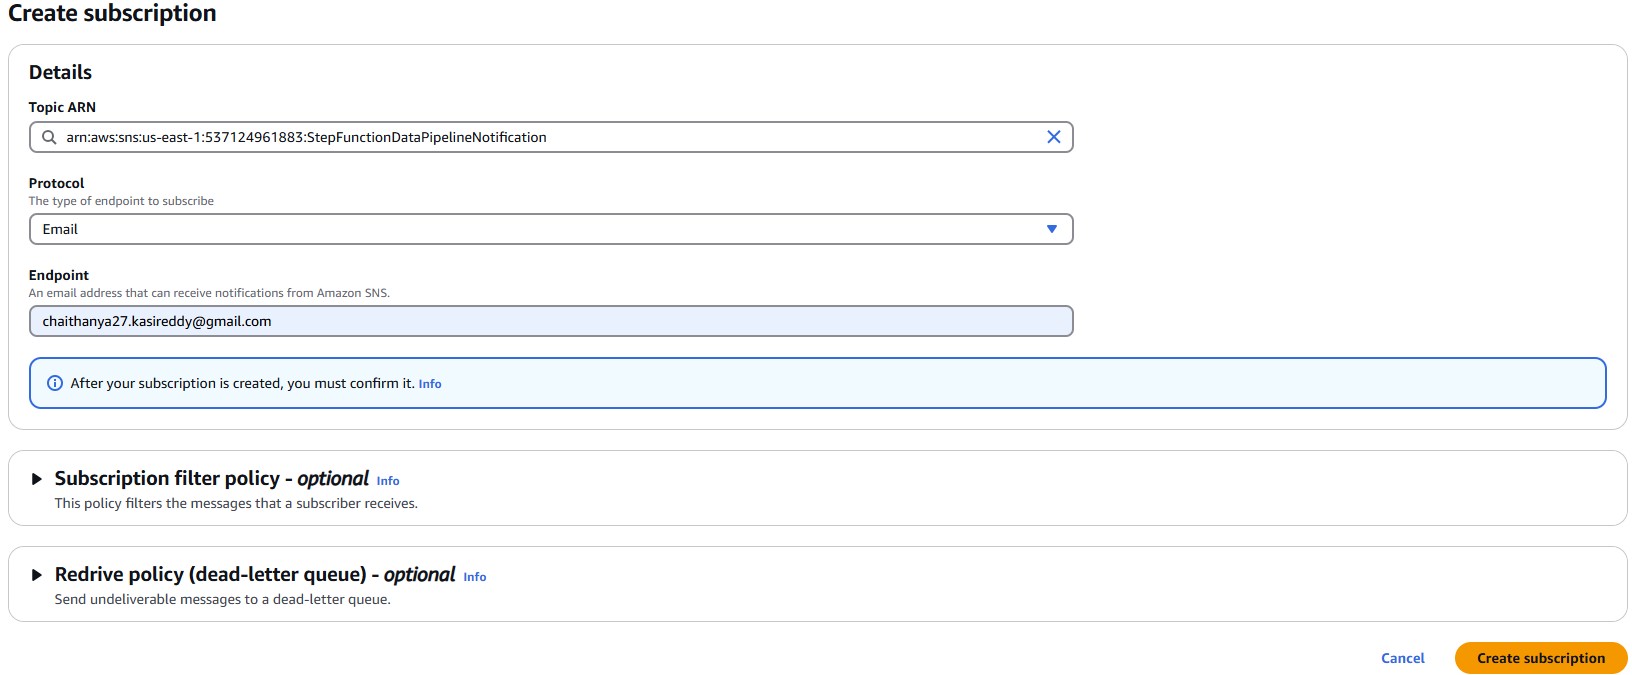 Create subscription
Details
Topic ARN
arn:aws:sns:us-east-1:537124961883:StepFunctionDataPipelineNotification
Protocol
The type of endpoint to subscribe
Email
Endpoint
An email address that can receive notifications from Amazon SNS.
chaithanya27.kasireddy@gmail.com
After your subscription is created, you must confirm it. Info
Subscription filter policy - optional Info
This policy filters the messages that a subscriber receives.
Redrive policy (dead-letter queue) - optional Info
Send undeliverable messages to a dead-letter queue.
Cancel Create subscription